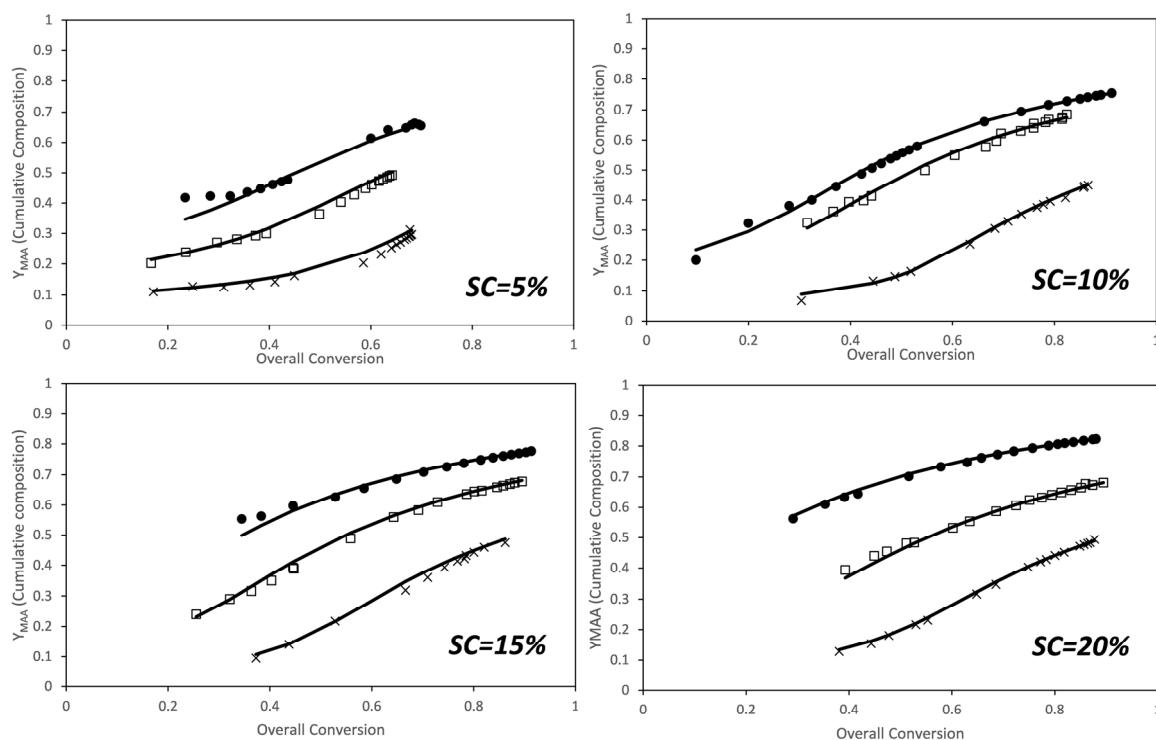 1
0.9
0.8
0.7
0.6
0.5
0.4
0.3
0.2
0.1
0
Y_MAA (Cumulative Composition)
0 0.2 0.4 0.6 0.8 1
Overall Conversion
SC=5%
1
0.9
0.8
0.7
0.6
0.5
0.4
0.3
0.2
0.1
0
Y_MAA (Cumulative Composition)
0 0.2 0.4 0.6 0.8 1
Overall Conversion
SC=10%
1
0.9
0.8
0.7
0.6
0.5
0.4
0.3
0.2
0.1
0
Y_MAA (Cumulative composition)
0 0.2 0.4 0.6 0.8 1
Overall Conversion
SC=15%
1
0.9
0.8
0.7
0.6
0.5
0.4
0.3
0.2
0.1
0
YMAA (Cumulative Composition)
0 0.2 0.4 0.6 0.8 1
Overall Conversion
SC=20%